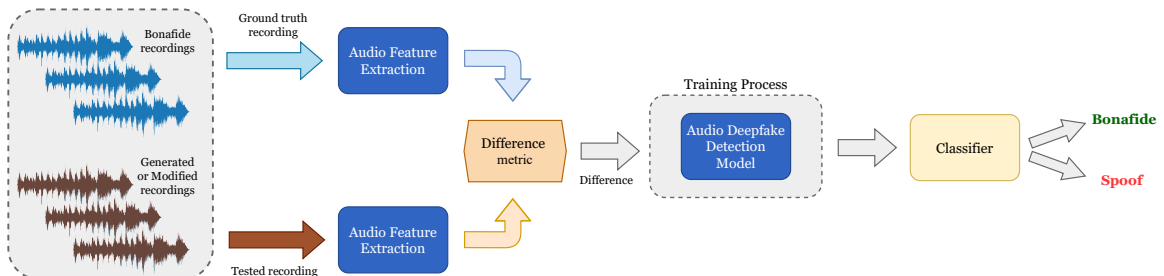 Bonafide
recordings
Generated
or Modified
recordings
Ground truth
recording
Tested recording
Audio Feature
Extraction
Audio Feature
Extraction
Difference
metric
Difference
Training Process
Audio Deepfake
Detection
Model
Classifier
Bonafide
Spoof